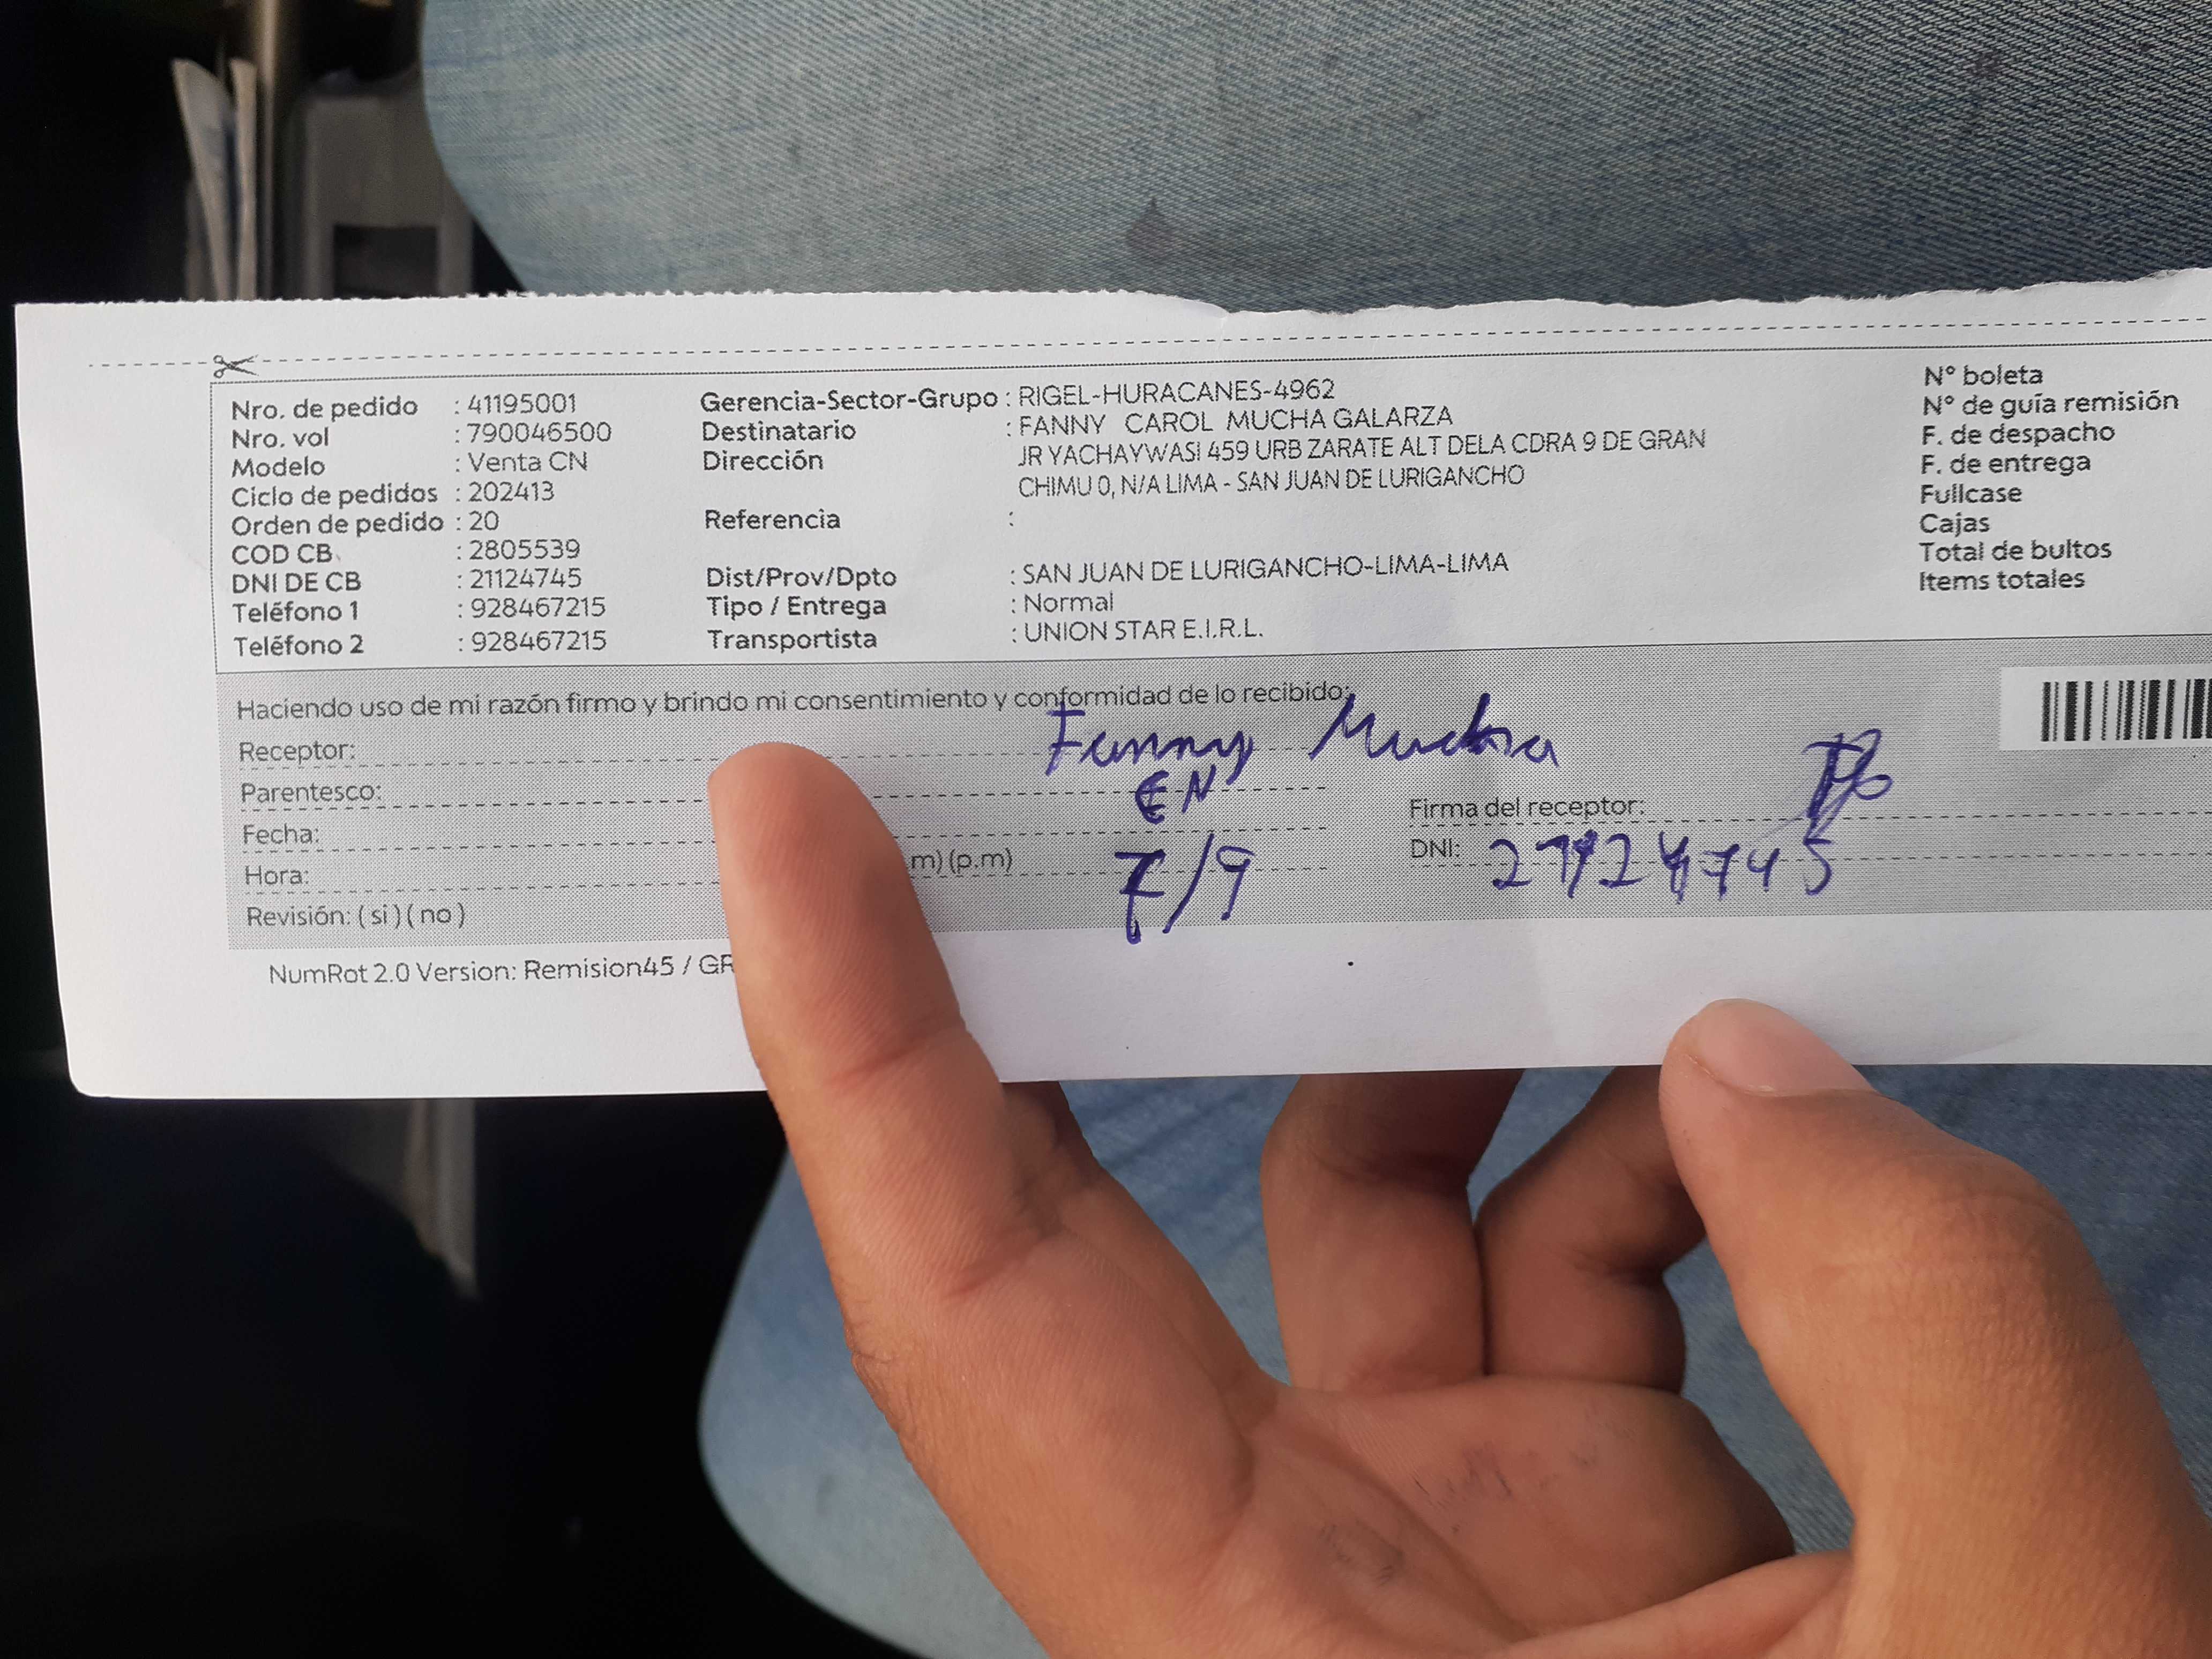 Nro. de pedido : 41195001
Nro. vol : 790046500
Modelo : Venta CN
Ciclo de pedidos : 202413
Orden de pedido : 20
COD CB : 2805539
DNI DE CB : 21124745
Teléfono 1 : 928467215
Teléfono 2 : 928467215
Gerencia-Sector-Grupo : RIGEL-HURACANES-4962
Destinatario : FANNY CAROL MUCHA GALARZA
Dirección JR YACHAYWASI 459 URB ZARATE ALT DELA CDRA 9 DE GRAN
CHIMU 0, N/A LIMA - SAN JUAN DE LURIGANCHO
Referencia :
Dist/Prov/Dpto : SAN JUAN DE LURIGANCHO-LIMA-LIMA
Tipo / Entrega : Normal
Transportista : UNION STAR E.I.R.L.
N° boleta
N° de guía remisión
F. de despacho
F. de entrega
Fullcase
Cajas
Total de bultos
Items totales
Haciendo uso de mi razón firmo y brindo mi consentimiento y conformidad de lo recibido:
Receptor: Fanny Mucha
Parentesco: EN
Fecha:
Hora: m) (p.m) 7/9
Revisión: ( si ) ( no )
Firma del receptor:
DNI:
NumRot 2.0 Version: Remision45 / GR